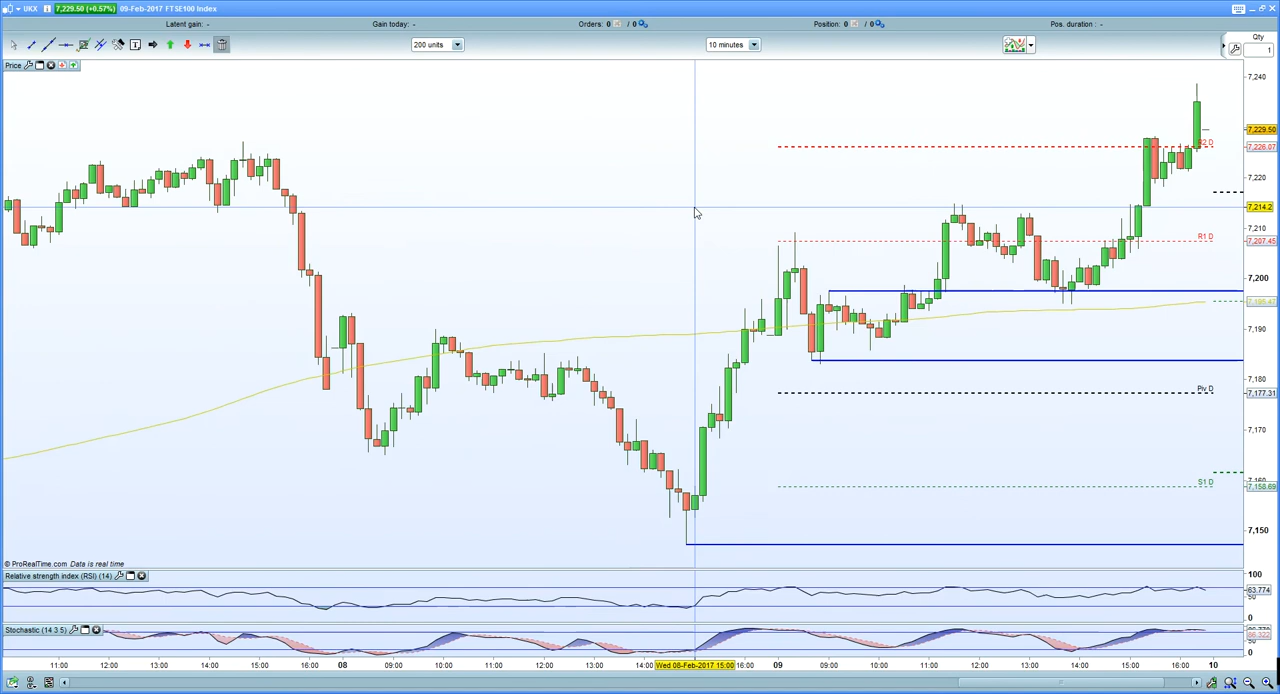 UKX 7,229.50 (+0.57%) 09-Feb-2017 FTSE100 Index
Latent gain: - Gain today: - Orders: 0 / 0 Position: 0 / 0 Pos. duration : -
200 units 10 minutes Qty
1
Price
7,240
7,229.50
R2 D 7,226.07
7,220
7,214.2
7,210
R1 D 7,207.45
7,200
7,195.47
7,190
Piv D
7,180
7,177.31
7,170
7,160
S1 D 7,158.69
7,150
© ProRealTime.com Data is real time
Relative strength index (RSI) (14) 100
63.774
50
0
Stochastic (14 3 5)
86.322
50
0
11:00 12:00 13:00 14:00 15:00 16:00 08 09:00 10:00 11:00 12:00 13:00 14:00 Wed 08-Feb-2017 15:00 16:00 09 09:00 10:00 11:00 12:00 13:00 14:00 15:00 16:00 10